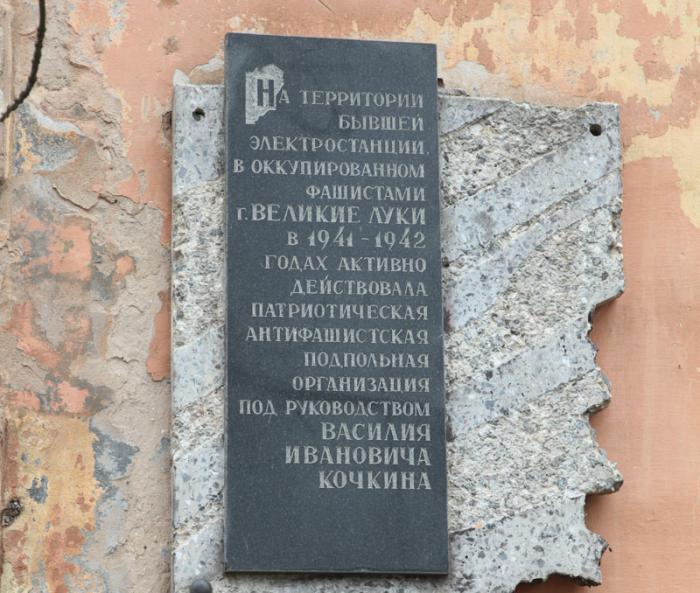 На территории
бывшей
электростанции
в оккупированном
фашистами
г. Великие Луки
в 1941-1942
годах активно
действовала
патриотическая
антифашистская
подпольная
организация
под руководством
Василия
Ивановича
Кочкина